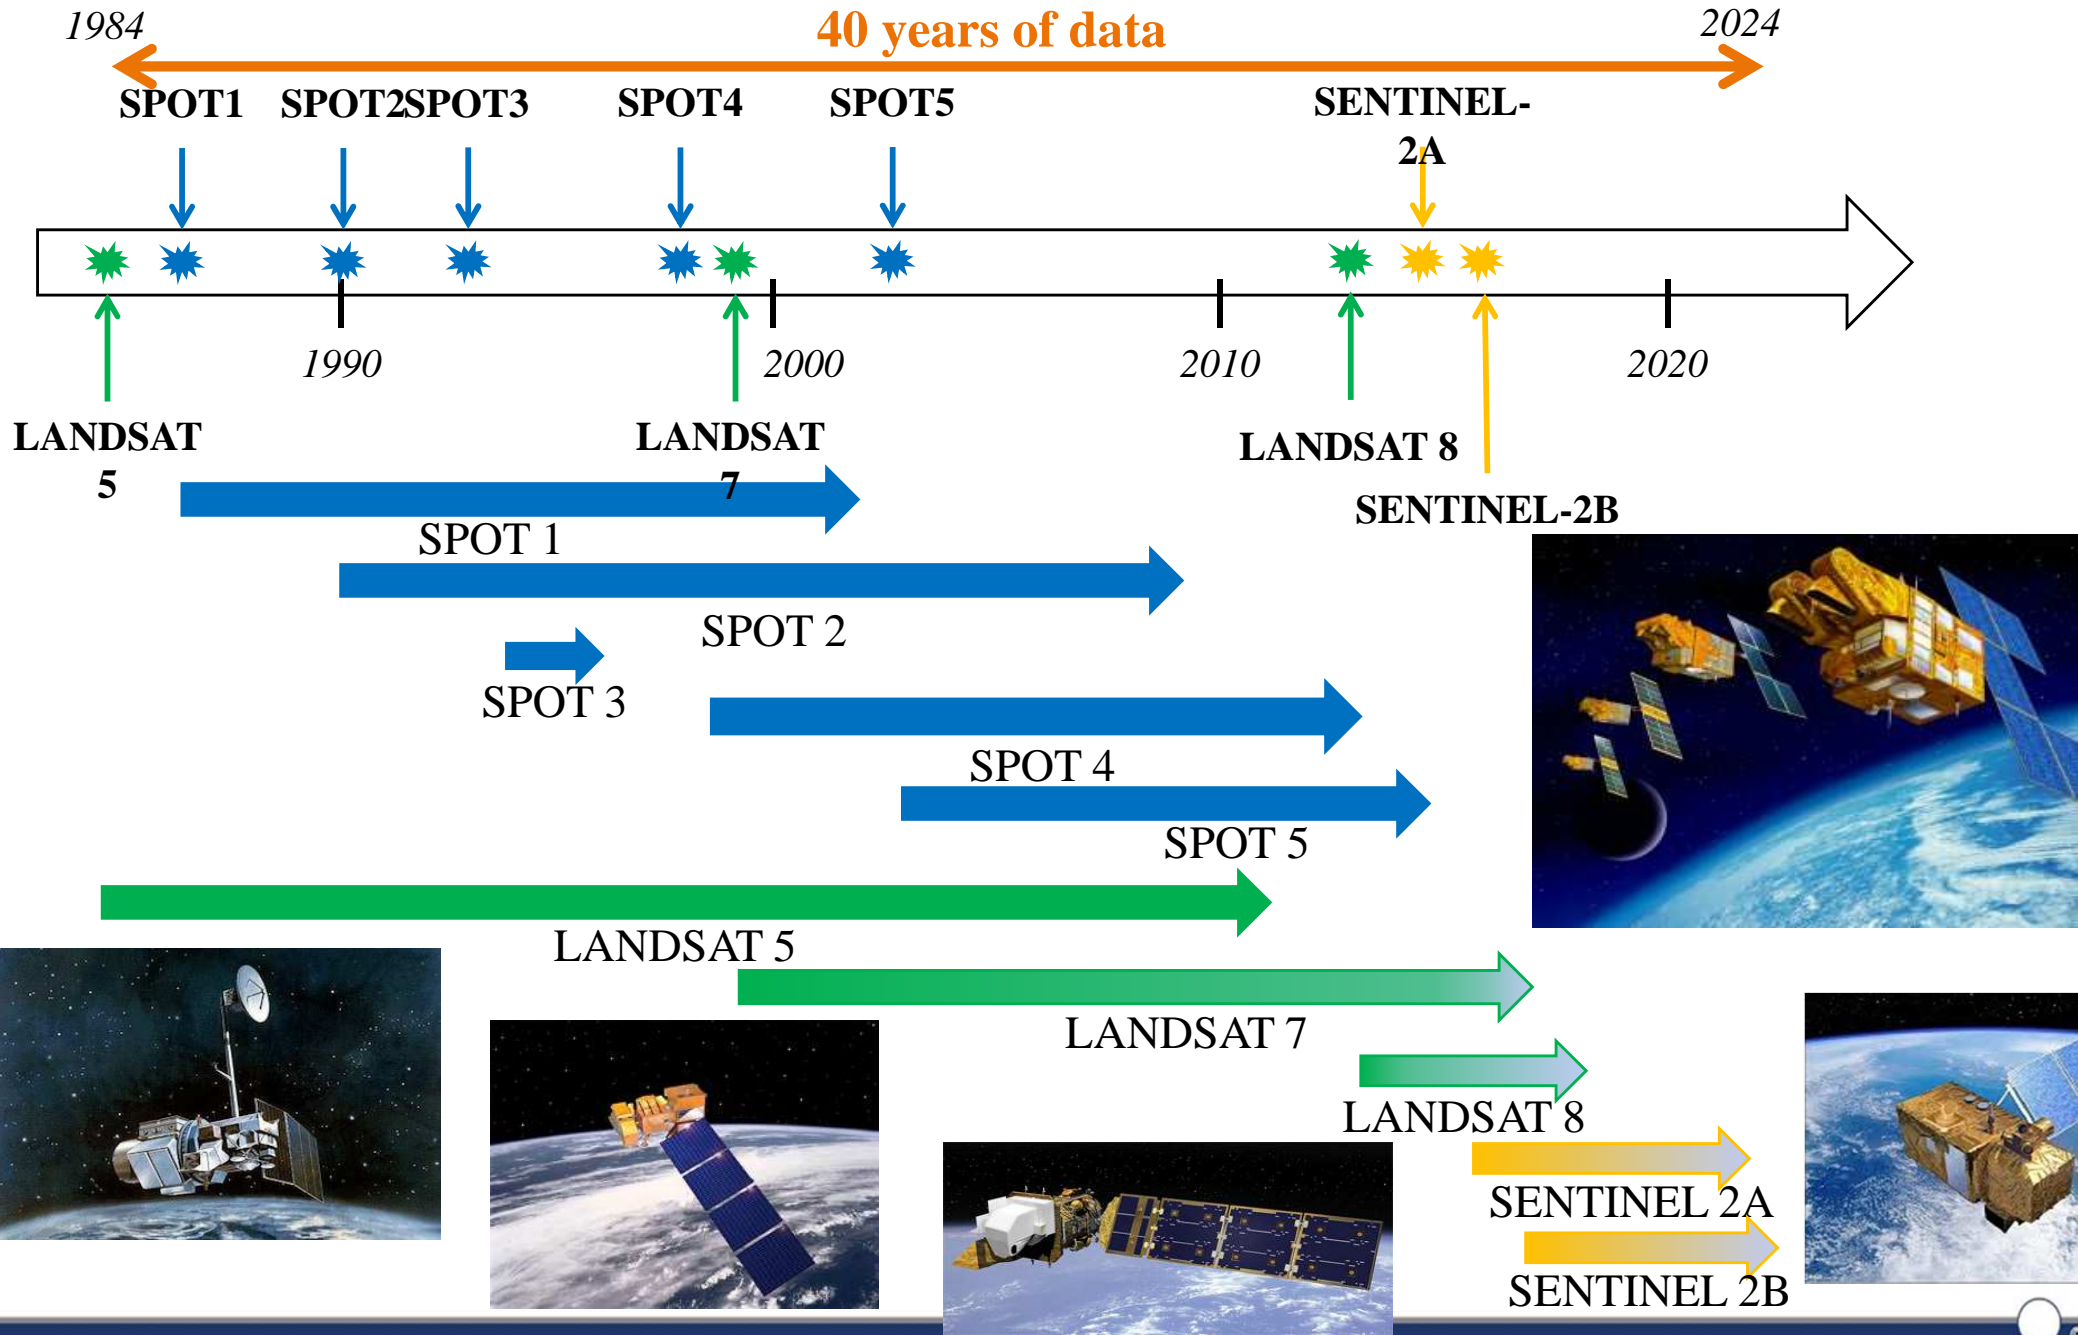 1984
40 years of data
2024
SPOT1
SPOT2
SPOT3
SPOT4
SPOT5
SENTINEL-
2A
1990
2000
2010
2020
LANDSAT
5
LANDSAT
7
LANDSAT 8
SENTINEL-2B
SPOT 1
SPOT 2
SPOT 3
SPOT 4
SPOT 5
LANDSAT 5
LANDSAT 7
LANDSAT 8
SENTINEL 2A
SENTINEL 2B